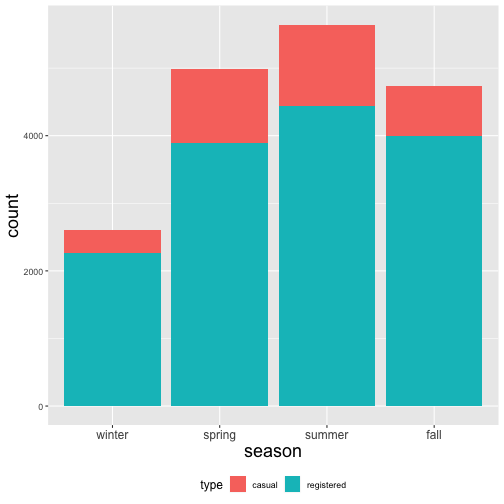 count
4000
2000
0
winter spring summer fall
season
type casual registered